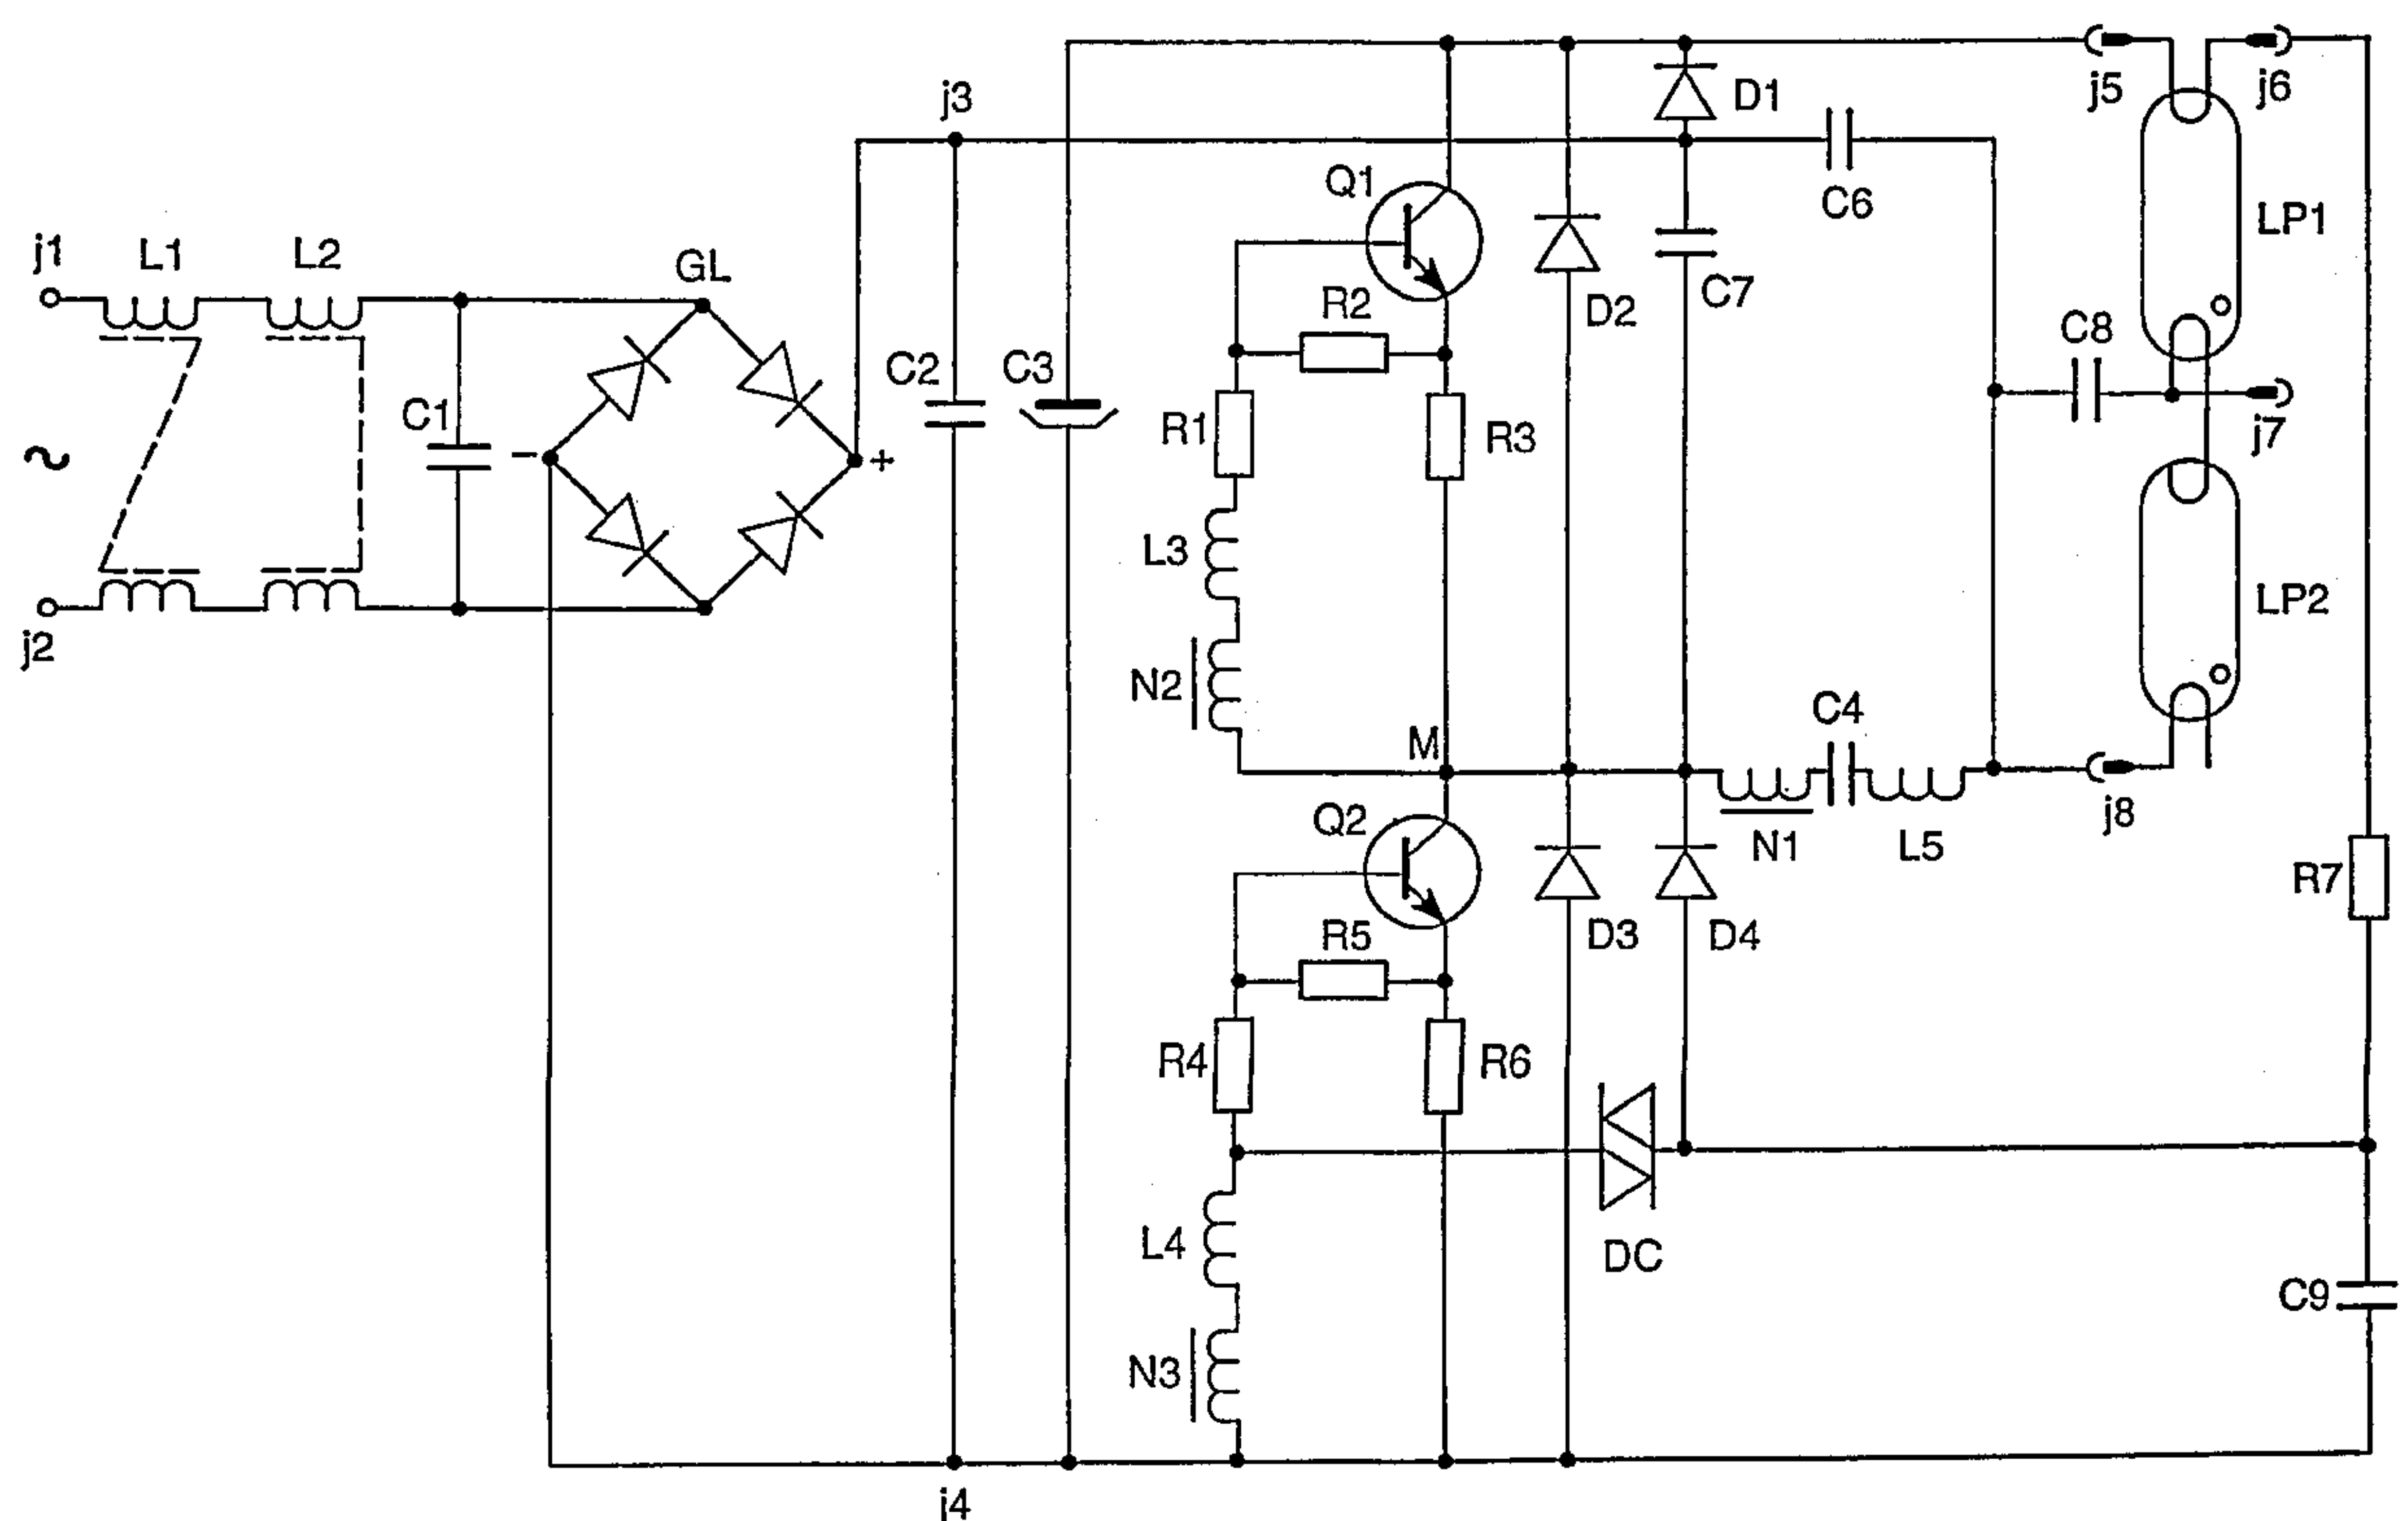 j5
j6
D1
j3
Q1
C6
LP1
j1
L1
L2
GL
R2
D2
C7
C8
C2
C3
C1
R1
R3
j7
∼
−
+
L3
LP2
j2
N2
C4
M
j8
Q2
N1
L5
R7
R5
D3
D4
R4
R6
L4
DC
C9
N3
j4